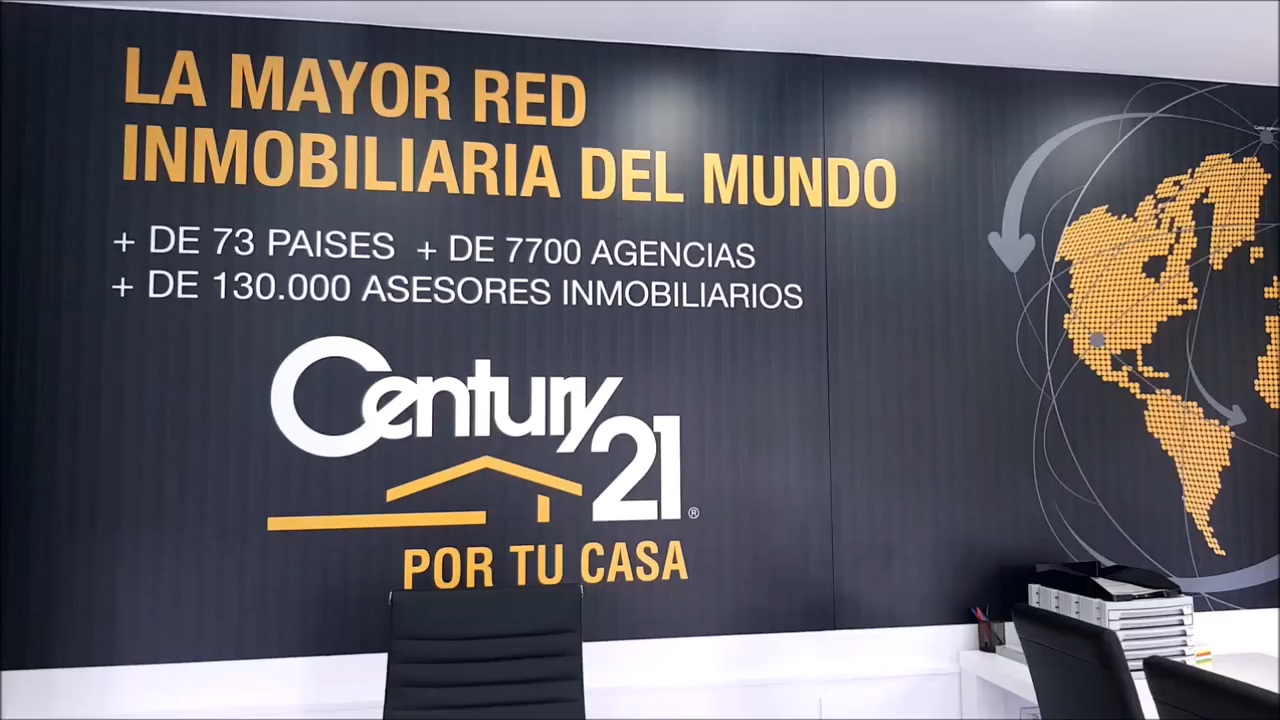 LA MAYOR RED
INMOBILIARIA DEL MUNDO
+ DE 73 PAISES + DE 7700 AGENCIAS
+ DE 130.000 ASESORES INMOBILIARIOS
Century
21®
POR TU CASA